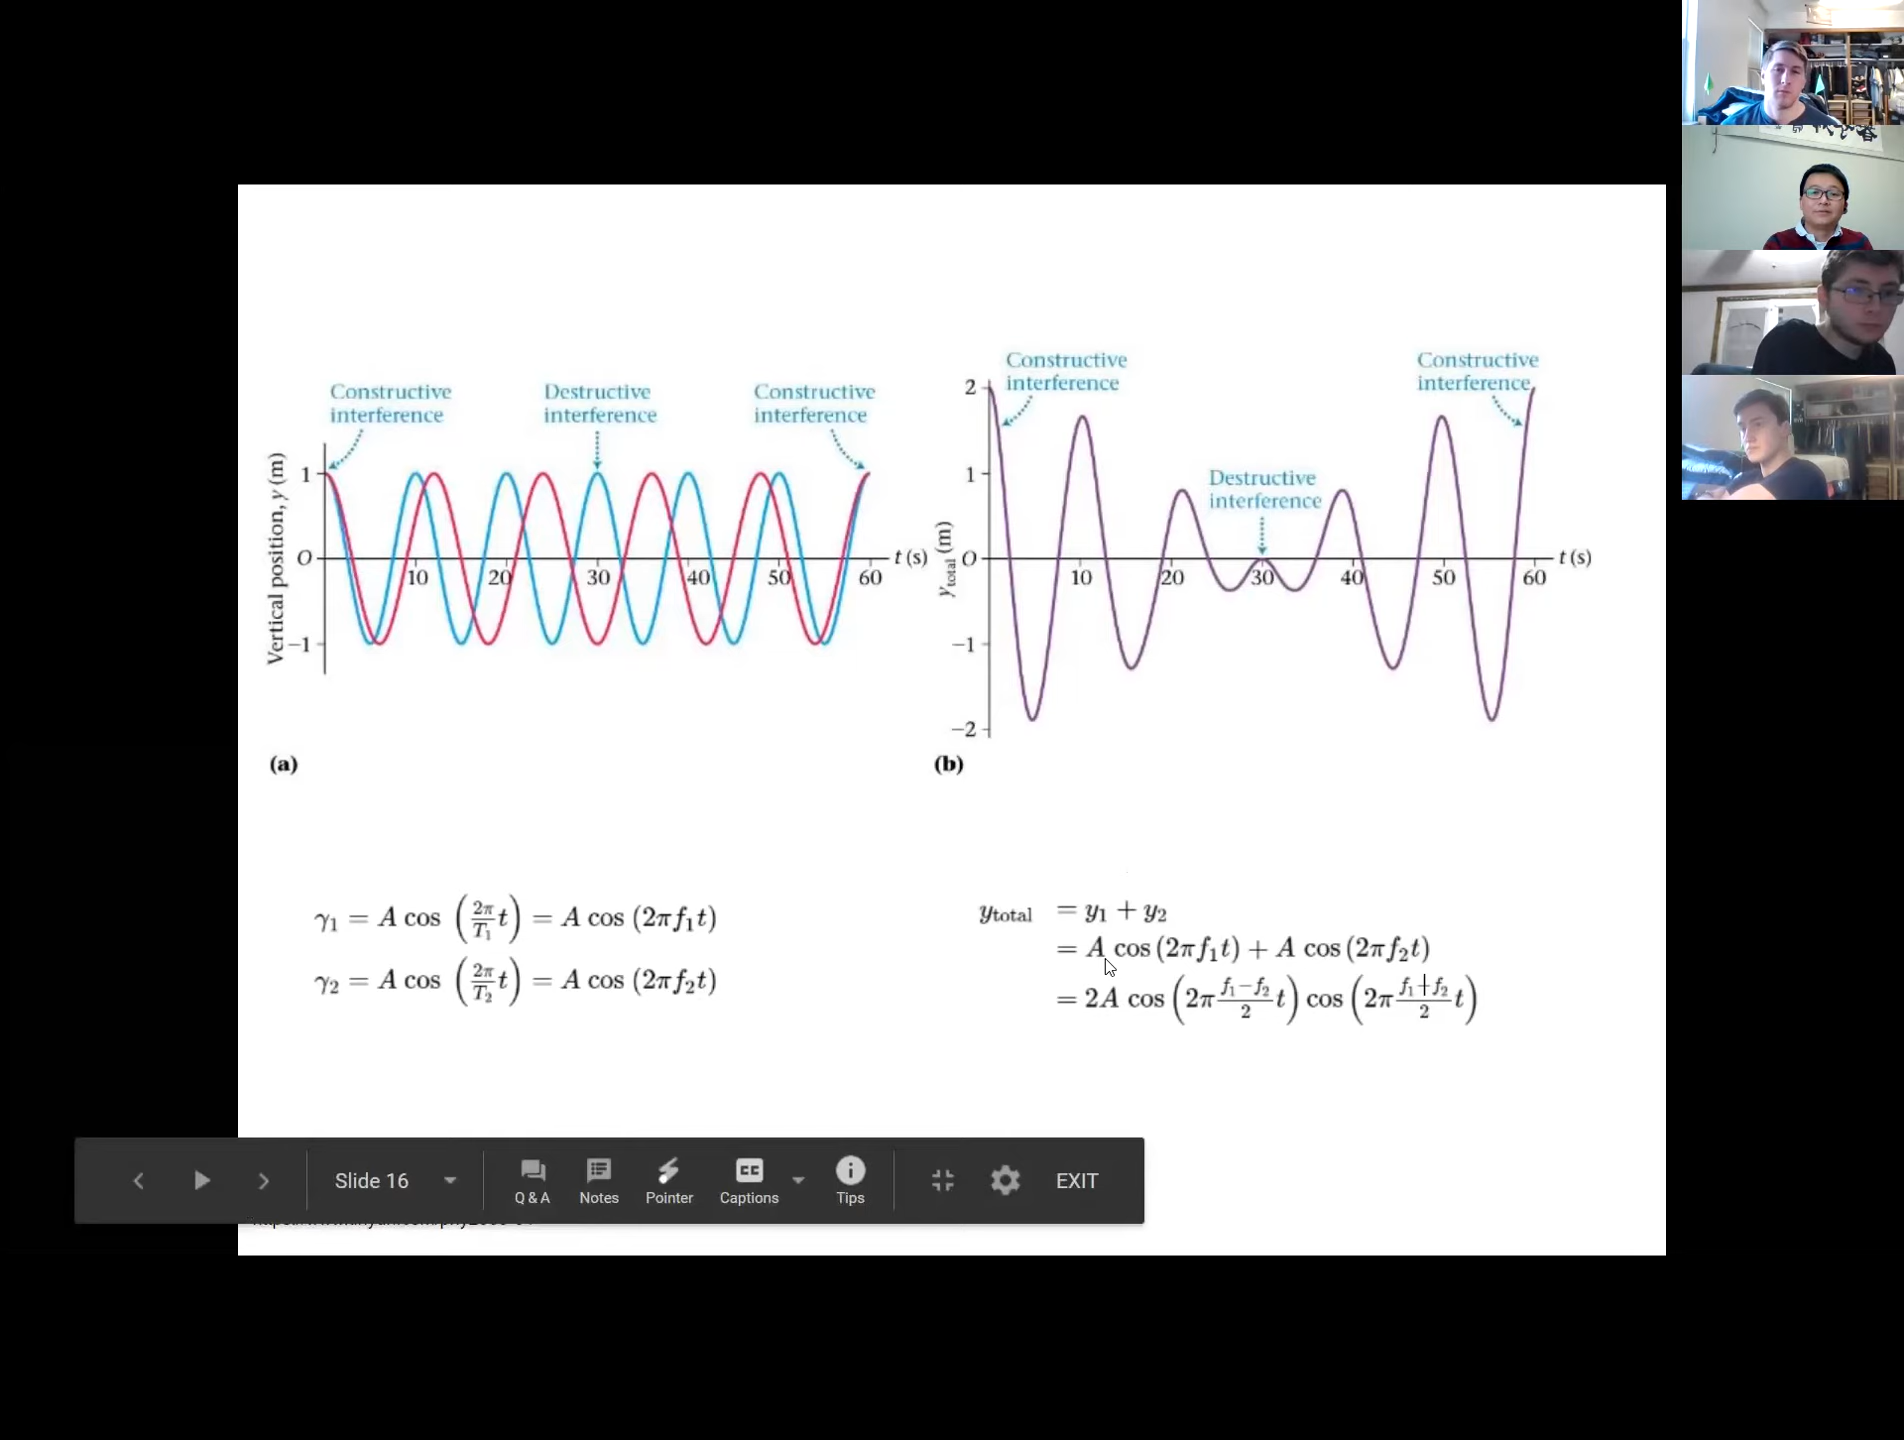 Constructive
interference
Destructive
interference
Constructive
interference
Vertical position, y (m)
1
O
−1
10 20 30 40 50 60
t (s)
(a)
Constructive
interference
Constructive
interference
Destructive
interference
y_total (m)
2
1
O
−1
−2
10 20 30 40 50 60
t (s)
(b)
γ₁ = A cos (2π/T₁ t) = A cos (2πf₁t)
γ₂ = A cos (2π/T₂ t) = A cos (2πf₂t)
y_total = y₁ + y₂
= A cos (2πf₁t) + A cos (2πf₂t)
= 2A cos (2π (f₁−f₂)/2 t) cos (2π (f₁+f₂)/2 t)
Slide 16
Q & A
Notes
CC
Pointer
Captions
Tips
EXIT